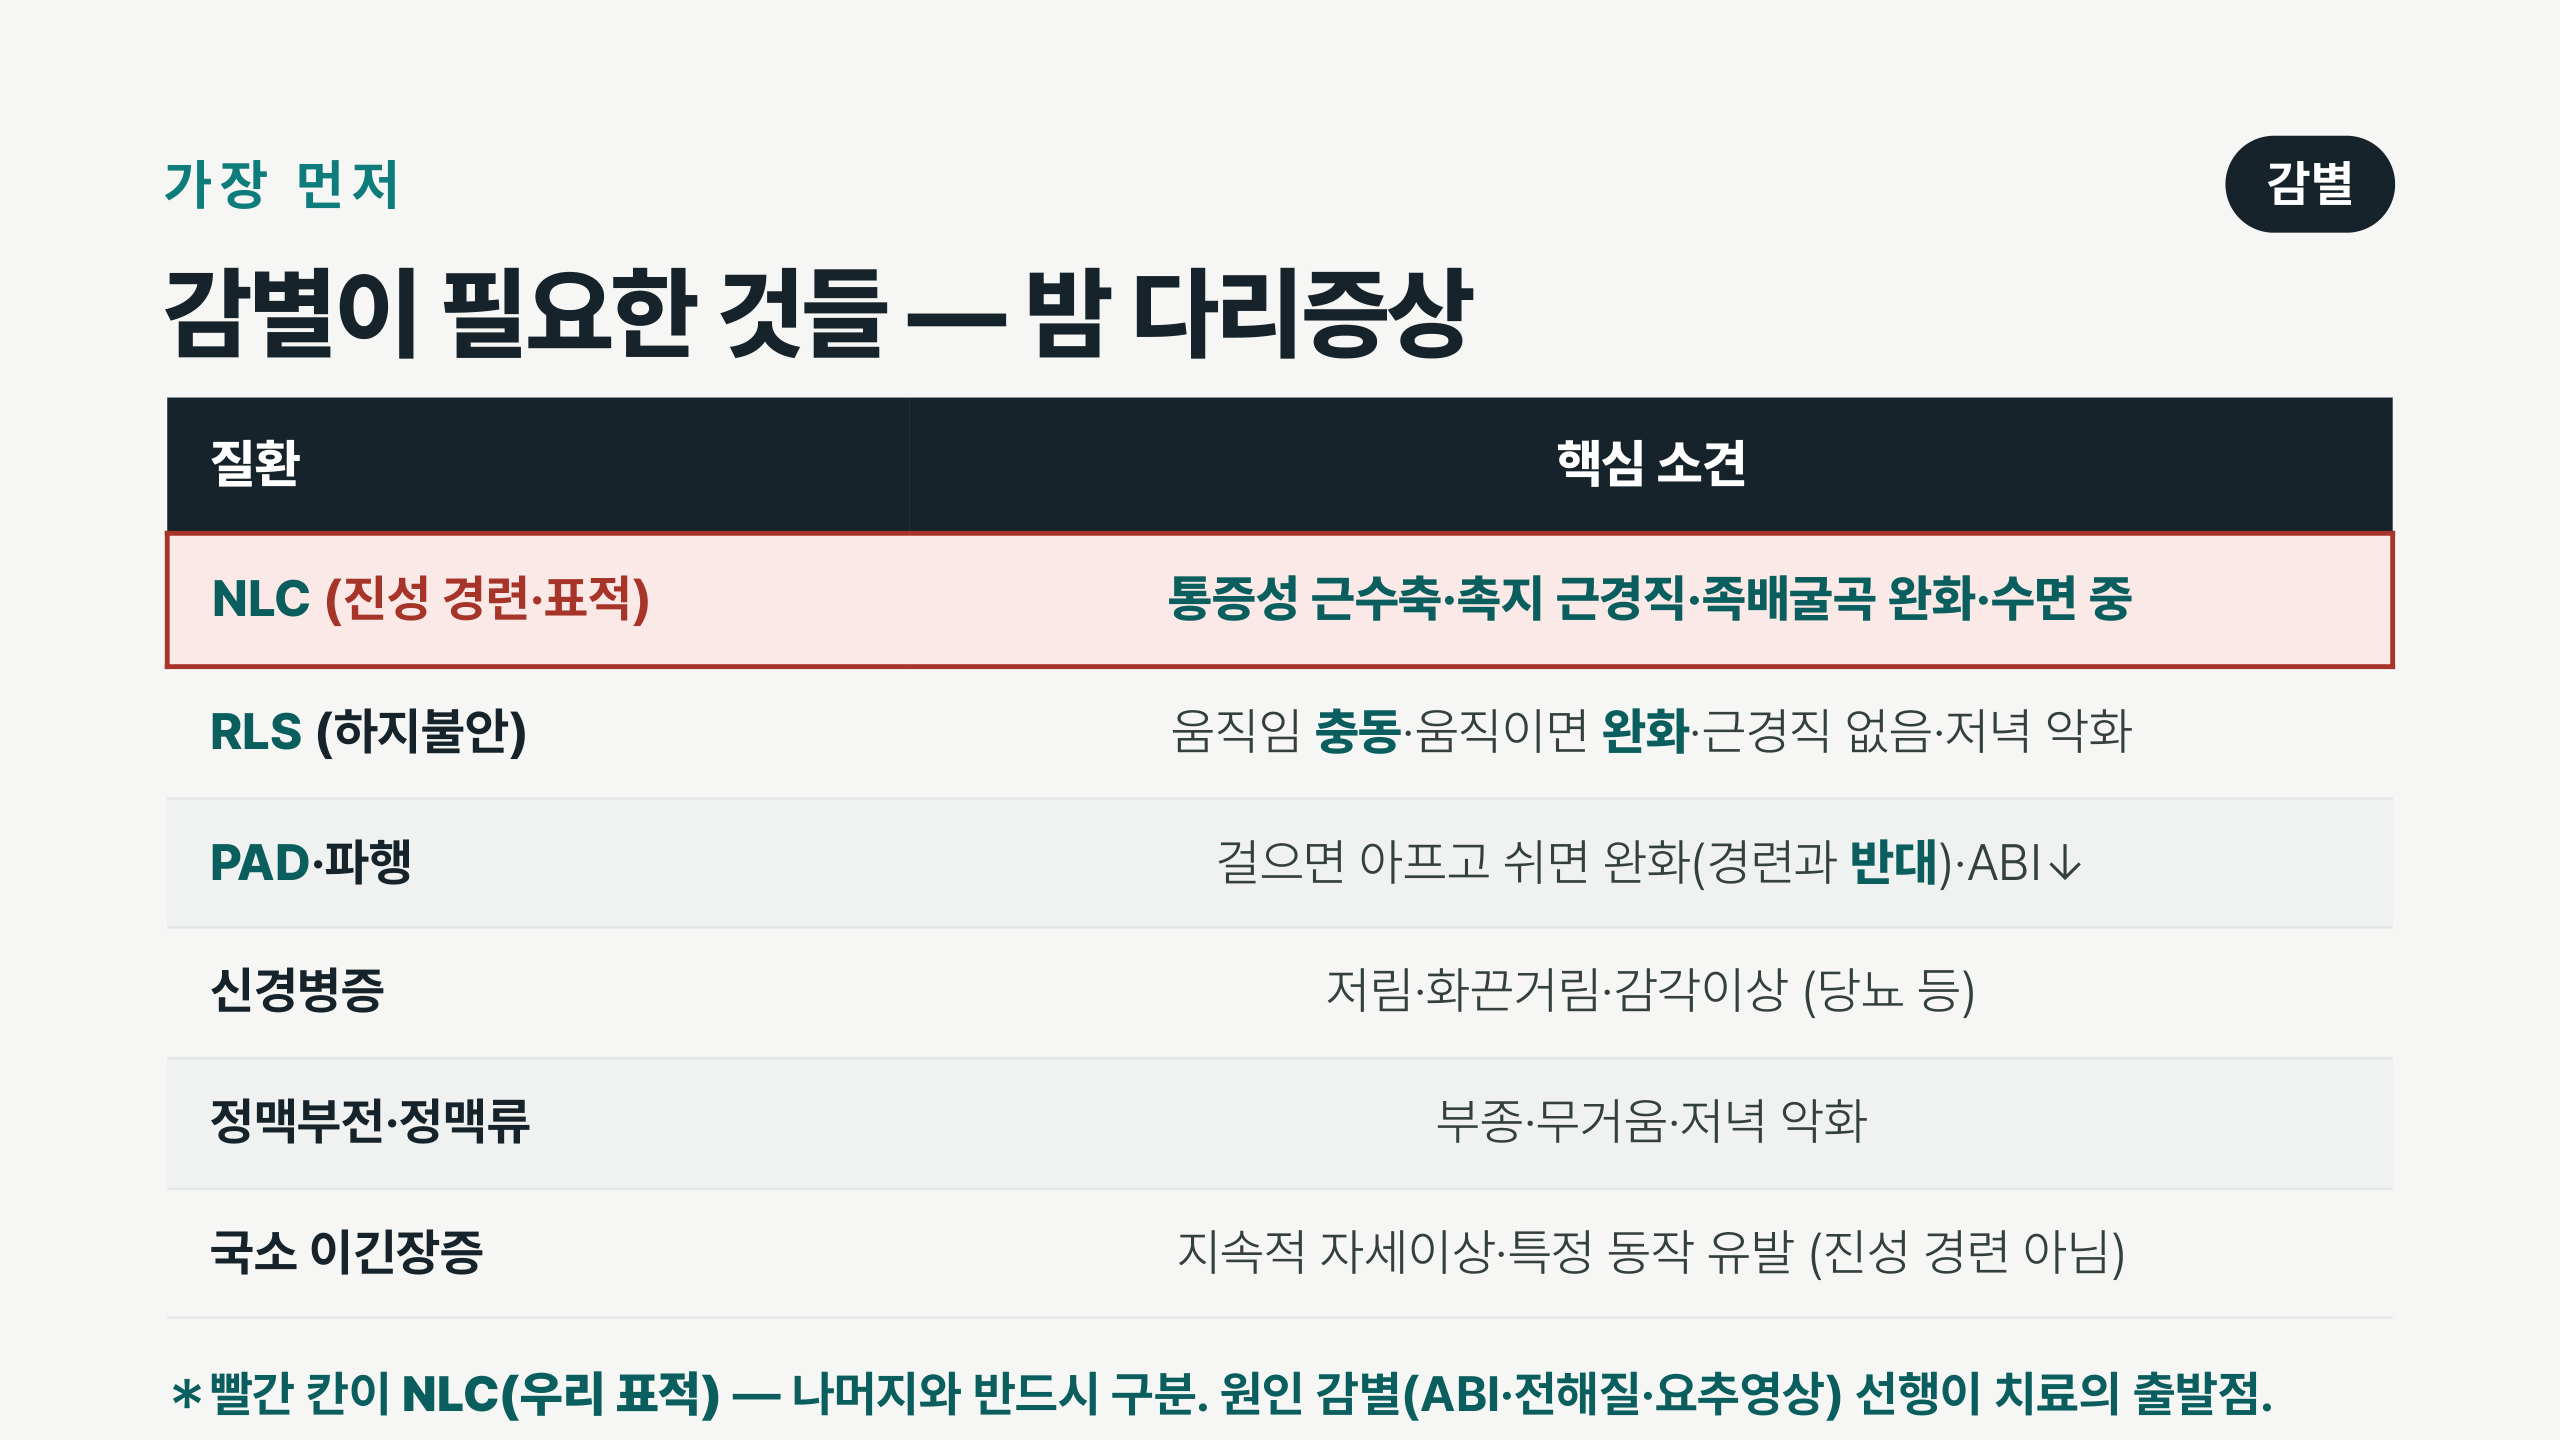 가장 먼저
감별
감별이 필요한 것들 — 밤 다리증상
질환 핵심 소견
NLC (진성 경련·표적) 통증성 근수축·촉지 근경직·족배굴곡 완화·수면 중
RLS (하지불안) 움직임 충동·움직이면 완화·근경직 없음·저녁 악화
PAD·파행 걸으면 아프고 쉬면 완화(경련과 반대)·ABI↓
신경병증 저림·화끈거림·감각이상 (당뇨 등)
정맥부전·정맥류 부종·무거움·저녁 악화
국소 이긴장증 지속적 자세이상·특정 동작 유발 (진성 경련 아님)
*빨간 칸이 NLC(우리 표적) — 나머지와 반드시 구분. 원인 감별(ABI·전해질·요추영상) 선행이 치료의 출발점.